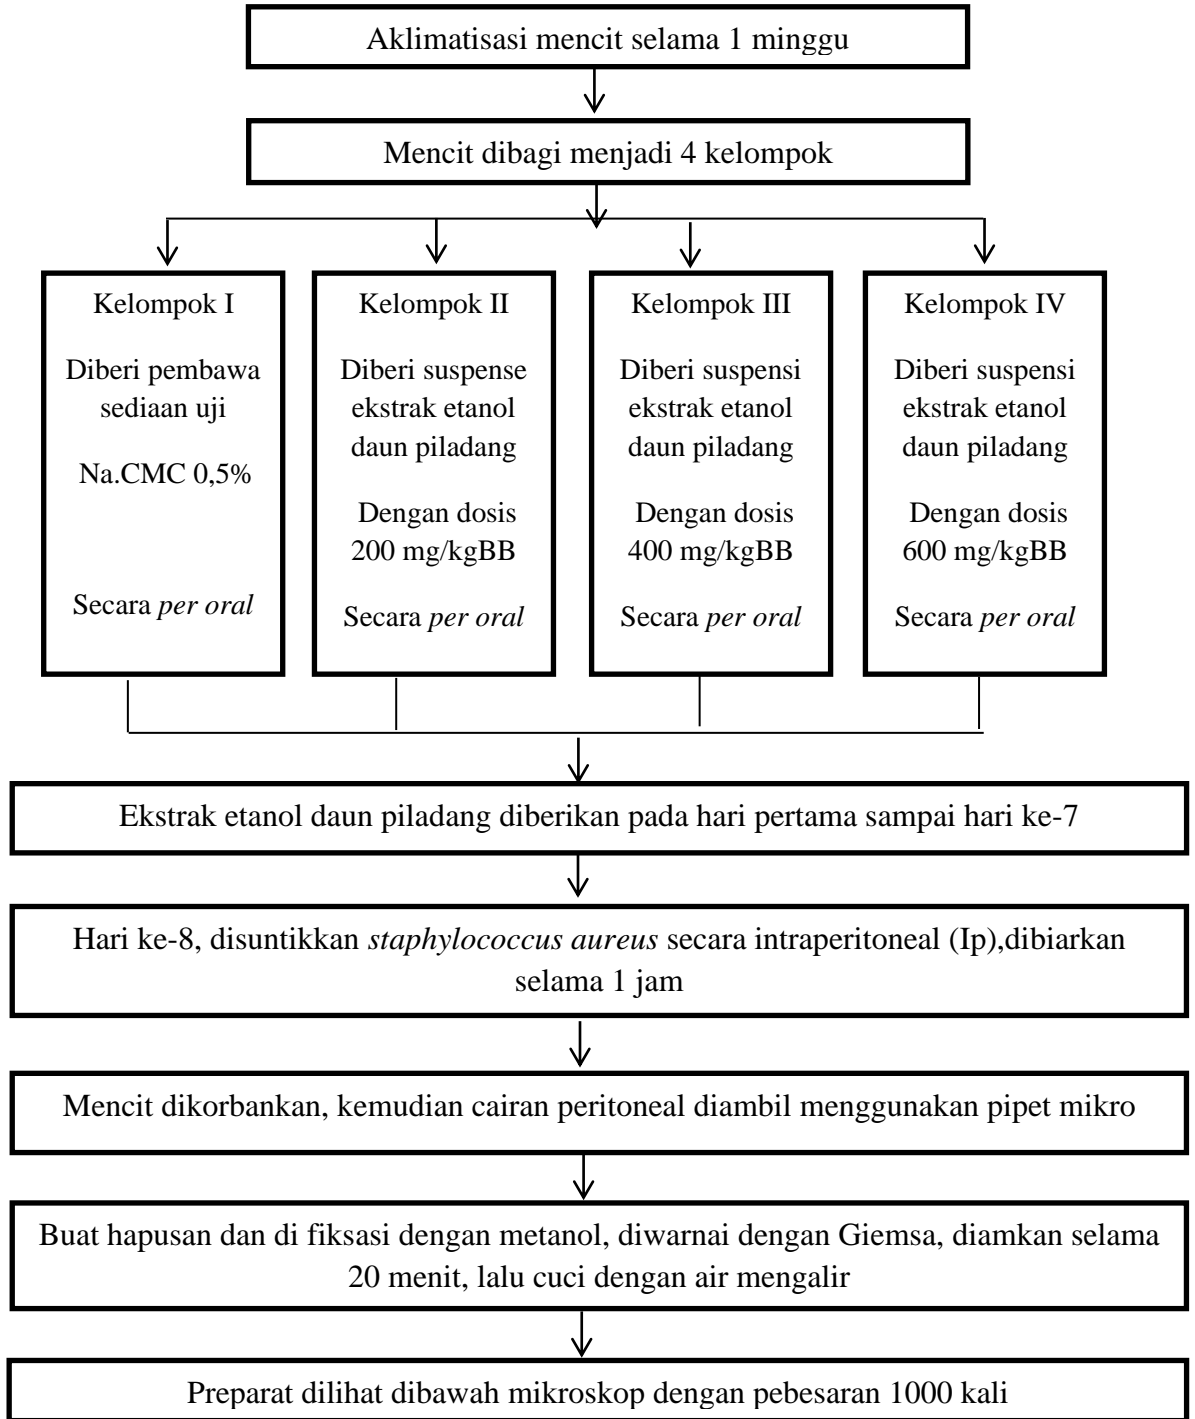 Aklimatisasi mencit selama 1 minggu
Mencit dibagi menjadi 4 kelompok
Kelompok I
Diberi pembawa
sediaan uji
Na.CMC 0,5%
Secara per oral
Kelompok II
Diberi suspense
ekstrak etanol
daun piladang
Dengan dosis
200 mg/kgBB
Secara per oral
Kelompok III
Diberi suspensi
ekstrak etanol
daun piladang
Dengan dosis
400 mg/kgBB
Secara per oral
Kelompok IV
Diberi suspensi
ekstrak etanol
daun piladang
Dengan dosis
600 mg/kgBB
Secara per oral
Ekstrak etanol daun piladang diberikan pada hari pertama sampai hari ke-7
Hari ke-8, disuntikkan staphylococcus aureus secara intraperitoneal (Ip),dibiarkan
selama 1 jam
Mencit dikorbankan, kemudian cairan peritoneal diambil menggunakan pipet mikro
Buat hapusan dan di fiksasi dengan metanol, diwarnai dengan Giemsa, diamkan selama
20 menit, lalu cuci dengan air mengalir
Preparat dilihat dibawah mikroskop dengan pebesaran 1000 kali